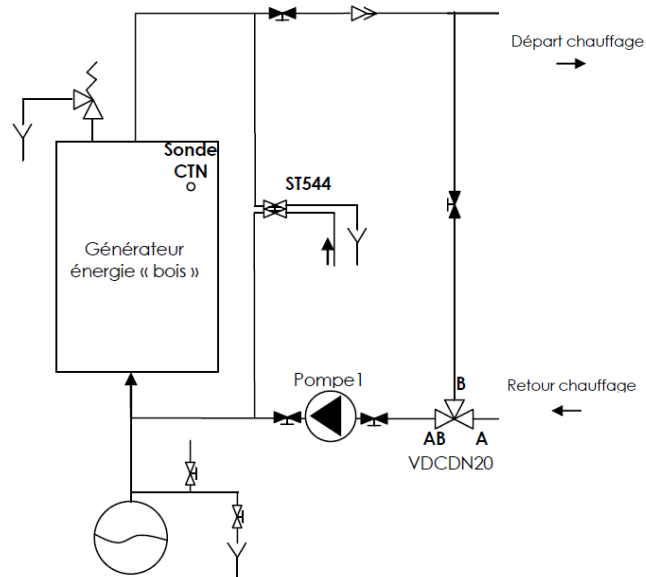 Départ chauffage
Sonde
CTN
ST544
Générateur
énergie « bois »
Pompe1
B
Retour chauffage
AB
A
VDCDN20